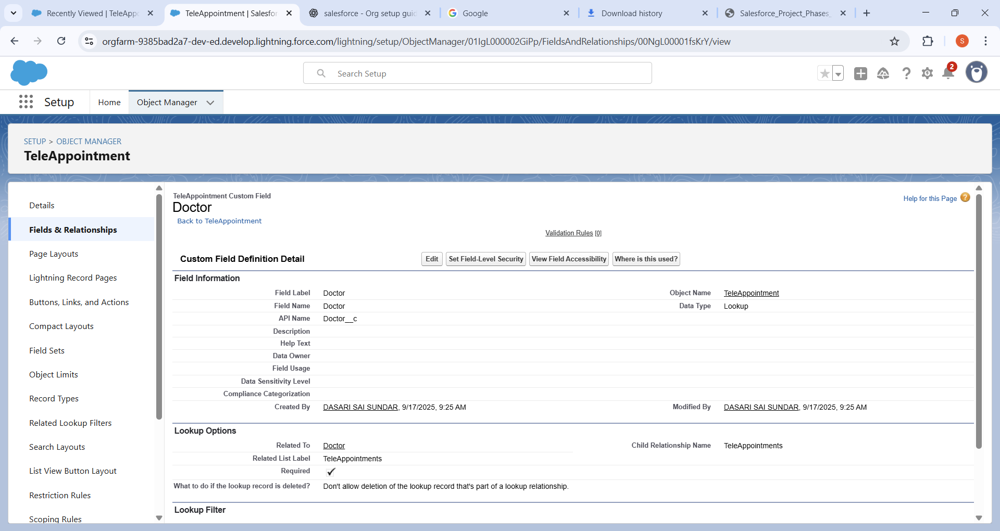 Recently Viewed | TeleAppo
TeleAppointment | Salesfor
salesforce - Org setup guid
Google
Download history
Salesforce_Project_Phases_
orgfarm-9385bad2a7-dev-ed.develop.lightning.force.com/lightning/setup/ObjectManager/01IgL000002GiPp/FieldsAndRelationships/00NgL00001fsKrY/view
S
Search Setup
2
Setup
Home
Object Manager
SETUP > OBJECT MANAGER
TeleAppointment
Details
Fields & Relationships
Page Layouts
Lightning Record Pages
Buttons, Links, and Actions
Compact Layouts
Field Sets
Object Limits
Record Types
Related Lookup Filters
Search Layouts
List View Button Layout
Restriction Rules
Scoping Rules
TeleAppointment Custom Field
Doctor
Back to TeleAppointment
Help for this Page ?
Validation Rules [0]
Custom Field Definition Detail
Edit
Set Field-Level Security
View Field Accessibility
Where is this used?
Field Information
Field Label Doctor Object Name TeleAppointment
Field Name Doctor Data Type Lookup
API Name Doctor__c
Description
Help Text
Data Owner
Field Usage
Data Sensitivity Level
Compliance Categorization
Created By DASARI SAI SUNDAR, 9/17/2025, 9:25 AM Modified By DASARI SAI SUNDAR, 9/17/2025, 9:25 AM
Lookup Options
Related To Doctor Child Relationship Name TeleAppointments
Related List Label TeleAppointments
Required
What to do if the lookup record is deleted? Don't allow deletion of the lookup record that's part of a lookup relationship.
Lookup Filter